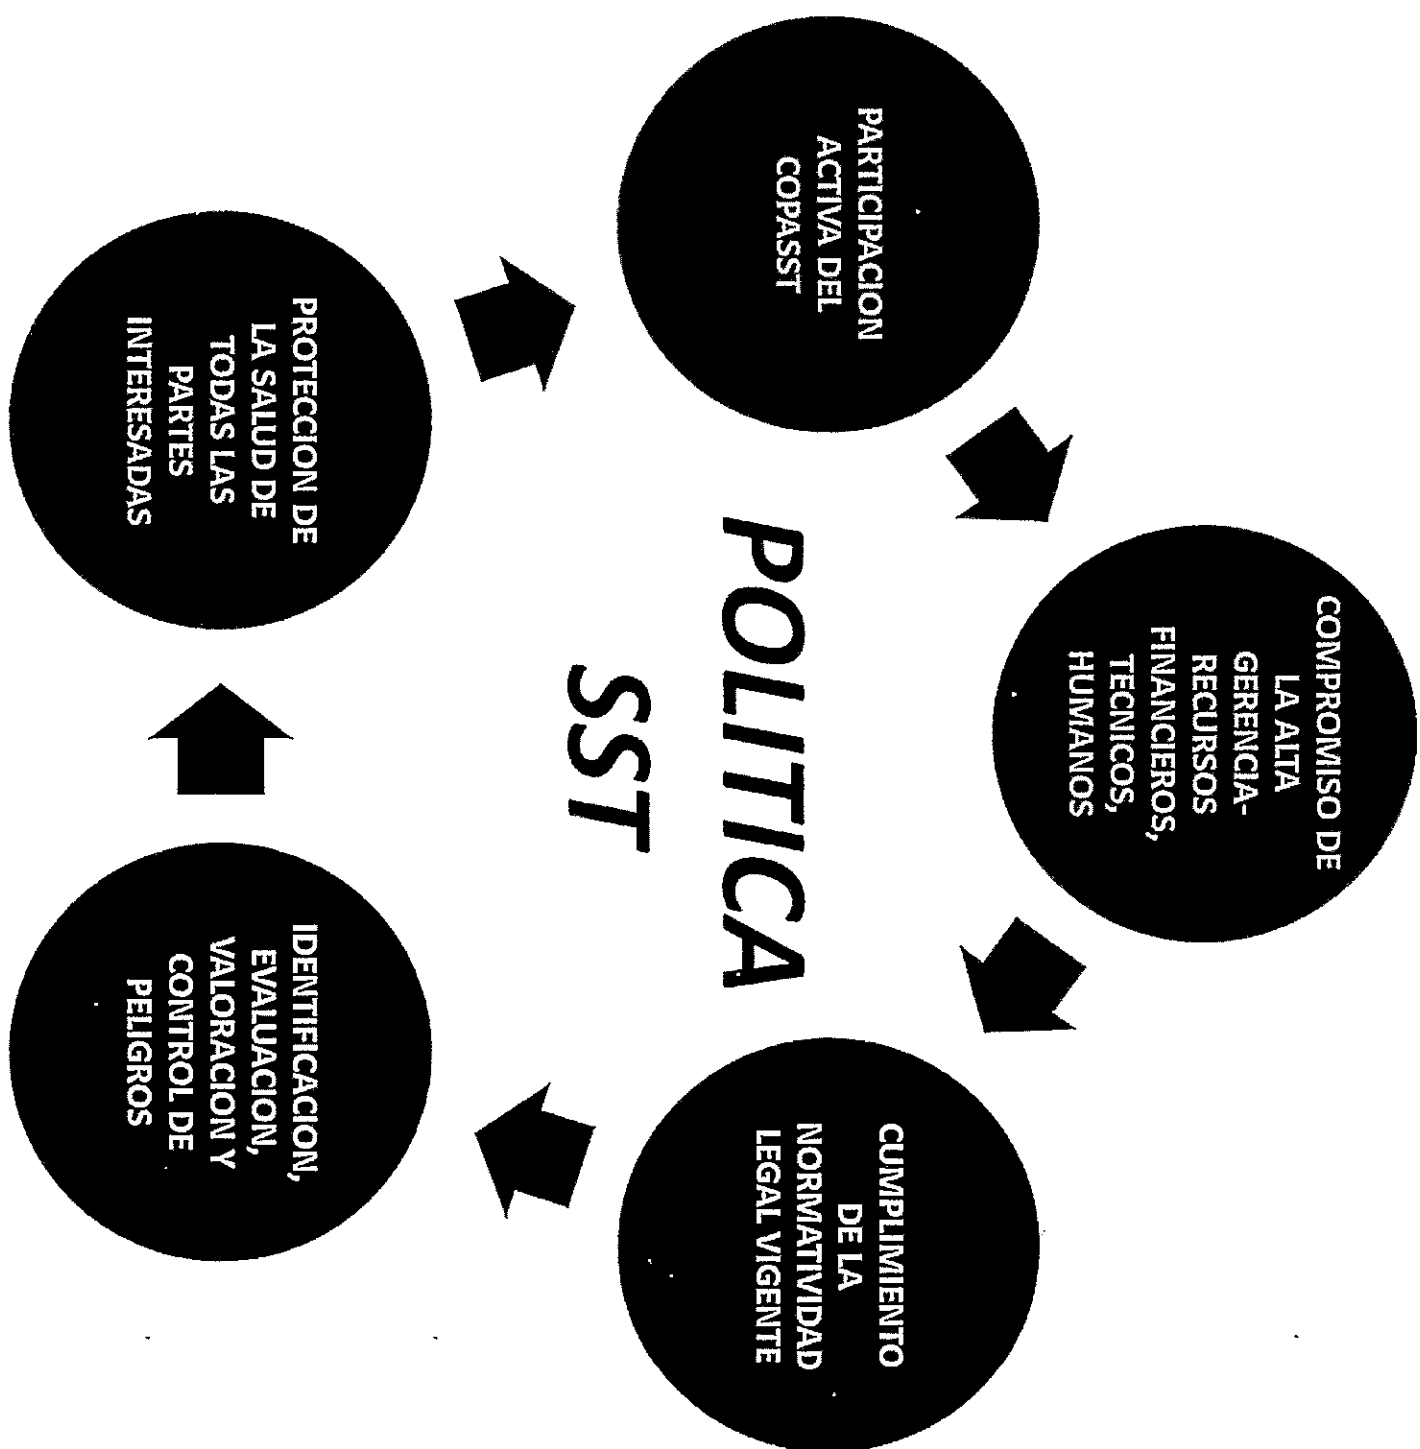 COMPROMISO DE
LA ALTA
GERENCIA-
RECURSOS
FINANCIEROS,
TECNICOS,
HUMANOS
CUMPLIMIENTO
DE LA
NORMATIVIDAD
LEGAL VIGENTE
IDENTIFICACION,
EVALUACION,
VALORACION Y
CONTROL DE
PELIGROS
PROTECCION DE
LA SALUD DE
TODAS LAS
PARTES
INTERESADAS
PARTICIPACION
ACTIVA DEL
COPASST
POLITICA
SST